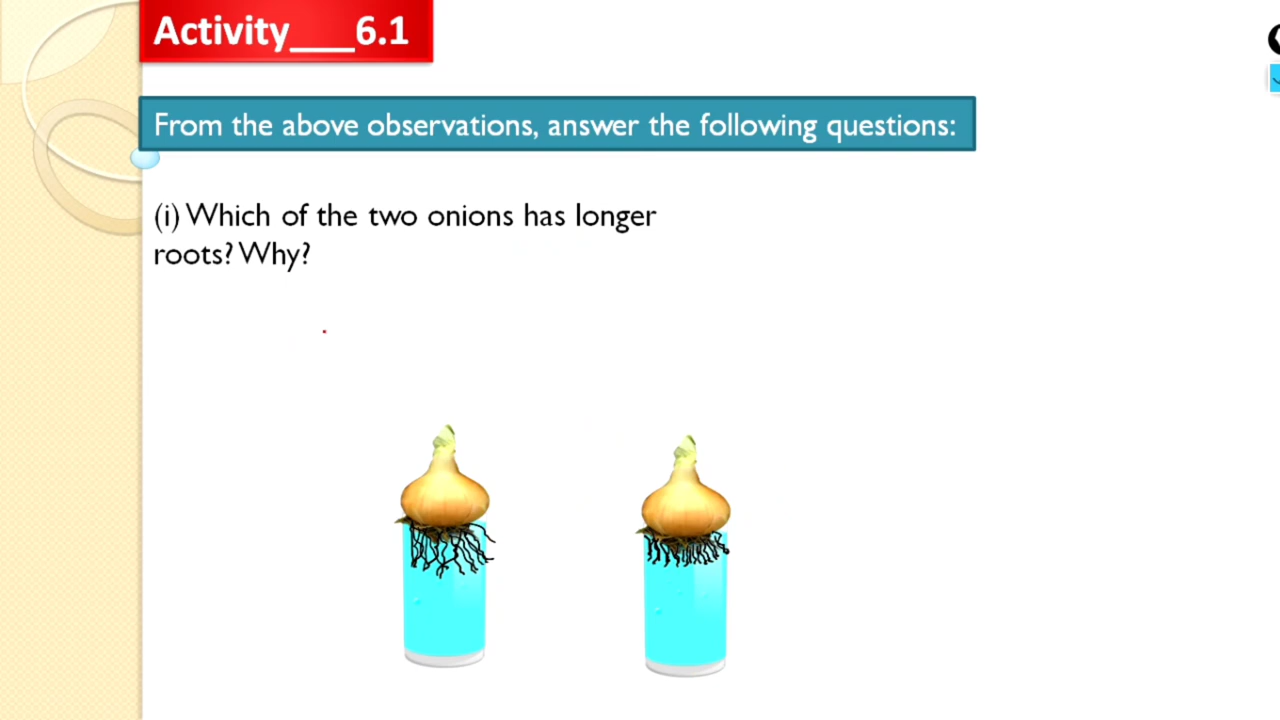 Activity___6.1
From the above observations, answer the following questions:
(i) Which of the two onions has longer
roots? Why?